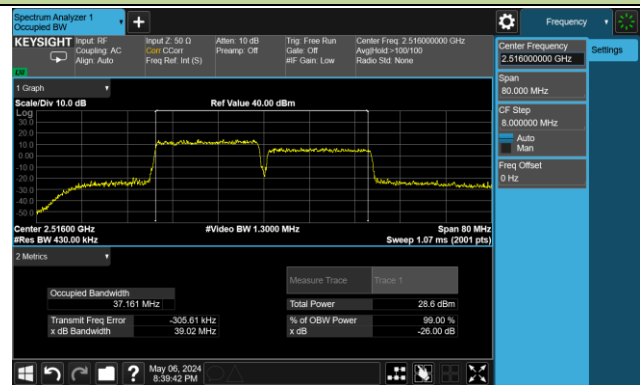 Spectrum Analyzer 1
Occupied BW
+
Frequency
KEYSIGHT
Input: RF
Coupling: AC
Align: Auto
Input Z: 50 Ω
Corr CCorr
Freq Ref: Int (S)
Atten: 10 dB
Preamp: Off
Trig: Free Run
Gate: Off
#IF Gain: Low
Center Freq: 2.516000000 GHz
Avg|Hold:>100/100
Radio Std: None
1 Graph
Scale/Div 10.0 dB
Ref Value 40.00 dBm
Log
30.0
20.0
10.0
0.00
-10.0
-20.0
-30.0
-40.0
-50.0
Center 2.51600 GHz
#Video BW 1.3000 MHz
Span 80 MHz
#Res BW 430.00 kHz
Sweep 1.07 ms (2001 pts)
2 Metrics
Measure Trace
Trace 1
Occupied Bandwidth
37.161 MHz
Total Power
28.6 dBm
Transmit Freq Error
-305.61 kHz
% of OBW Power
99.00 %
x dB Bandwidth
39.02 MHz
x dB
-26.00 dB
Center Frequency
2.516000000 GHz
Settings
Span
80.000 MHz
CF Step
8.000000 MHz
Auto
Man
Freq Offset
0 Hz
?
May 06, 2024
8:39:42 PM